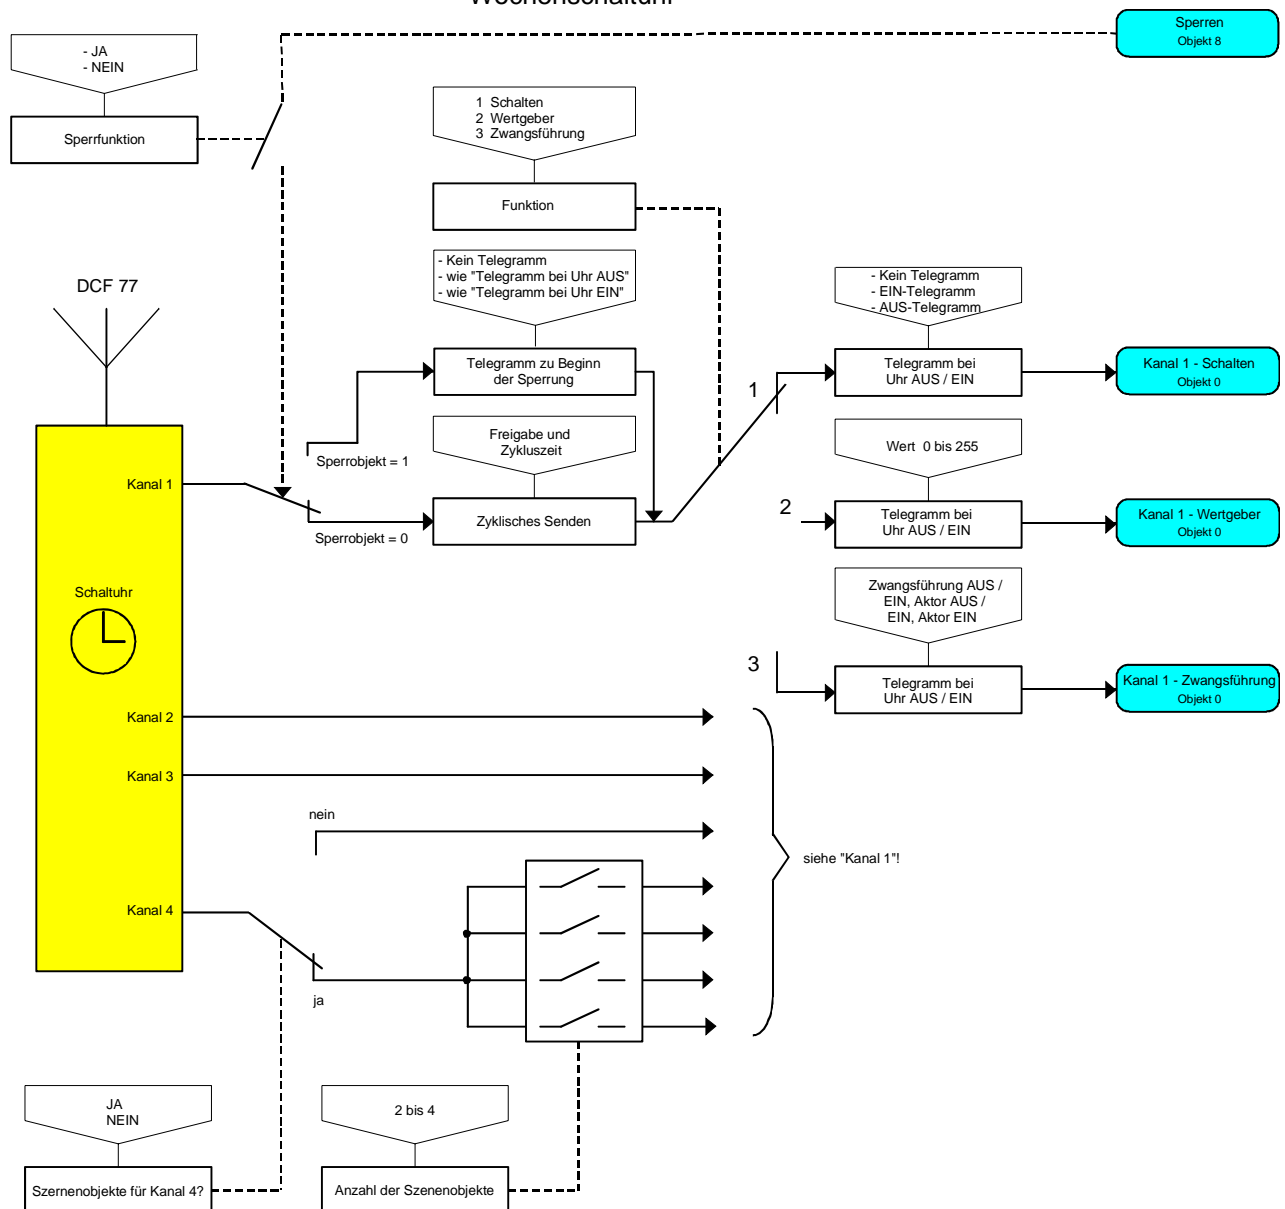 Wochenschaltuhr
- JA
- NEIN
Sperrfunktion
Sperren
Objekt 8
1 Schalten
2 Wertgeber
3 Zwangsführung
Funktion
- Kein Telegramm
- wie "Telegramm bei Uhr AUS"
- wie "Telegramm bei Uhr EIN"
Telegramm zu Beginn
der Sperrung
Freigabe und
Zykluszeit
Zyklisches Senden
DCF 77
Kanal 1
Sperrobjekt = 1
Sperrobjekt = 0
- Kein Telegramm
- EIN-Telegramm
- AUS-Telegramm
1
Telegramm bei
Uhr AUS / EIN
Kanal 1 - Schalten
Objekt 0
Wert 0 bis 255
2
Telegramm bei
Uhr AUS / EIN
Kanal 1 - Wertgeber
Objekt 0
Zwangsführung AUS /
EIN, Aktor AUS /
EIN, Aktor EIN
3
Telegramm bei
Uhr AUS / EIN
Kanal 1 - Zwangsführung
Objekt 0
Schaltuhr
Kanal 2
Kanal 3
nein
siehe "Kanal 1"!
Kanal 4
ja
JA
NEIN
Szernenobjekte für Kanal 4?
2 bis 4
Anzahl der Szenenobjekte